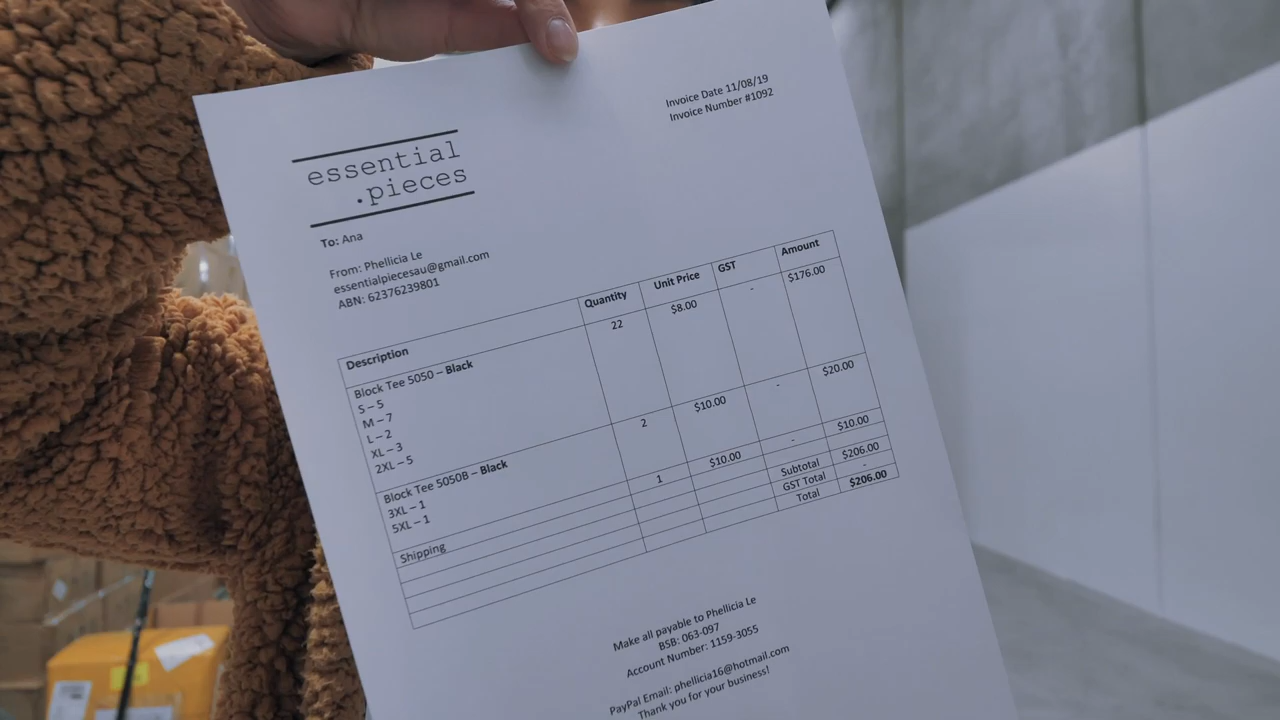 Invoice Date 11/08/19
Invoice Number #1092
essential
.pieces
To: Ana
From: Phellicia Le
essentialpiecesau@gmail.com
ABN: 62376239801
Description Quantity Unit Price GST Amount
Block Tee 5050 – Black 22 $8.00 - $176.00
S – 5
M – 7
L – 2
XL – 3
2XL – 5
Block Tee 5050B – Black 2 $10.00 - $20.00
3XL – 1
5XL – 1
Shipping 1 $10.00 - $10.00
Subtotal $206.00
GST Total -
Total $206.00
Make all payable to Phellicia Le
BSB: 063-097
Account Number: 1159-3055
PayPal Email: phellicia16@hotmail.com
Thank you for your business!